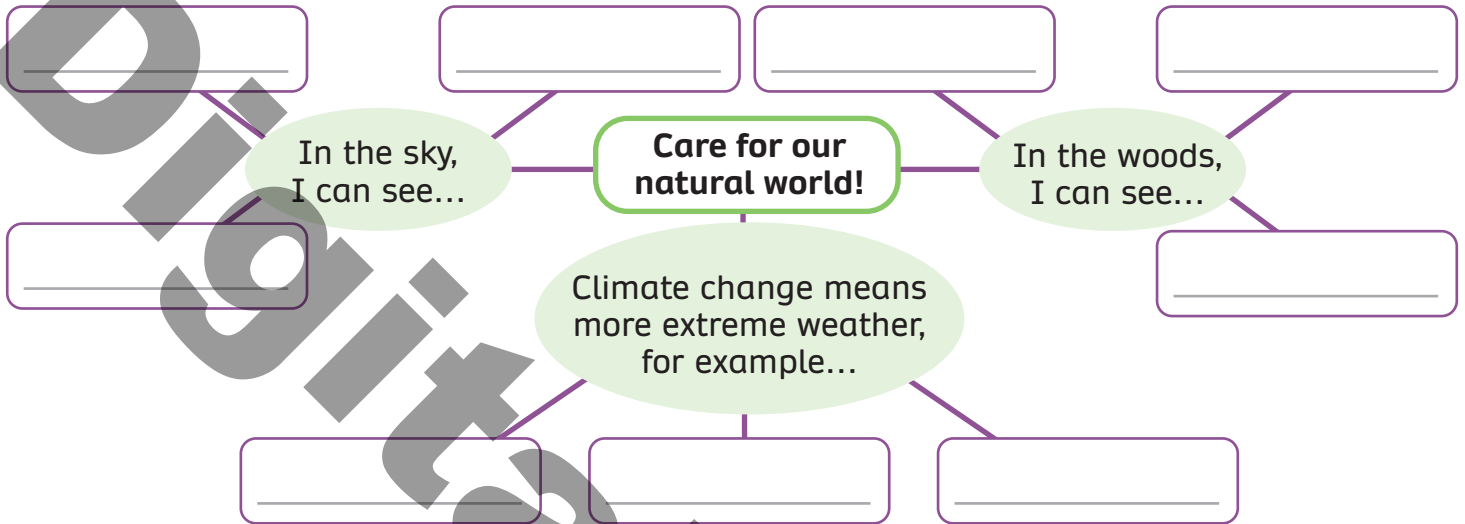 In the sky,
I can see...
Care for our
natural world!
In the woods,
I can see...
Climate change means
more extreme weather,
for example...
Digita